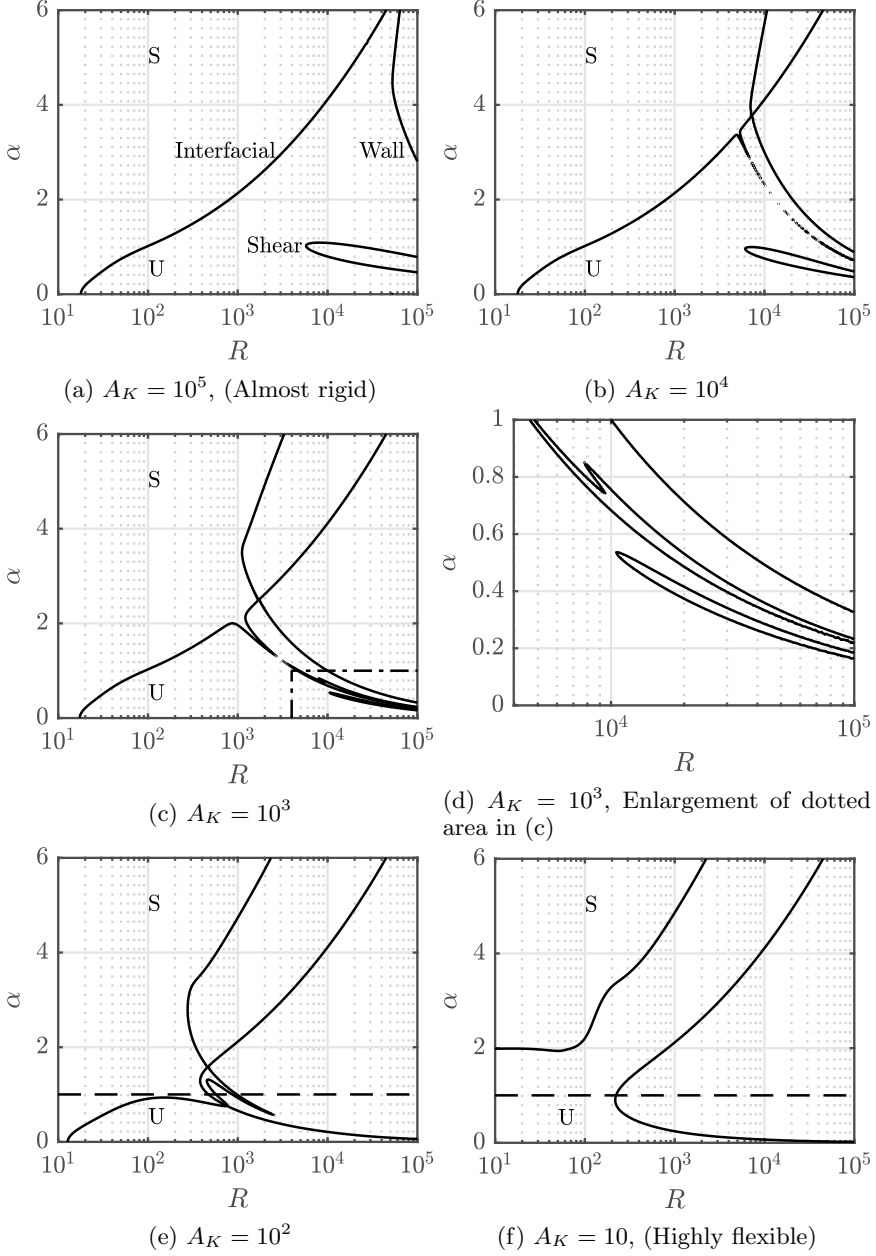 6
4
2
0
α
S
U
Interfacial
Wall
Shear
10^1 10^2 10^3 10^4 10^5
R
(a) A_K = 10^5, (Almost rigid)
6
4
2
0
α
S
U
10^1 10^2 10^3 10^4 10^5
R
(b) A_K = 10^4
6
4
2
0
α
S
U
10^1 10^2 10^3 10^4 10^5
R
(c) A_K = 10^3
1
0.8
0.6
0.4
0.2
0
α
10^4 10^5
R
(d) A_K = 10^3, Enlargement of dotted
area in (c)
6
4
2
0
α
S
U
10^1 10^2 10^3 10^4 10^5
R
(e) A_K = 10^2
6
4
2
0
α
S
U
10^1 10^2 10^3 10^4 10^5
R
(f) A_K = 10, (Highly flexible)